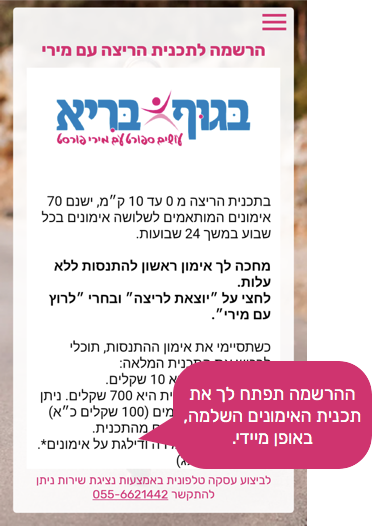 הרשמה לתכנית הריצה עם מירי
בגוף בריא
עושים ספורט עם מירי פורסט
בתכנית הריצה מ 0 עד 10 ק״מ, ישנם 70
אימונים המותאמים לשלושה אימונים בכל
שבוע במשך 24 שבועות.
מחכה לך אימון ראשון להתנסות ללא
עלות.
לחצי על ״יוצאת לריצה״ ובחרי ״לרוץ
עם מירי״.
כשתסיימי את אימון ההתנסות, תוכלי
התכנית המלאה:
10 שקלים.
היא 700 שקלים. ניתן
(100 שקלים כ״א)
מהתכנית.
ודילגת על אימונים*.
ההרשמה תפתח לך את
תכנית האימונים השלמה,
באופן מיידי.
לביצוע עסקה טלפונית באמצעות נציגת שירות ניתן
להתקשר 055-6621442